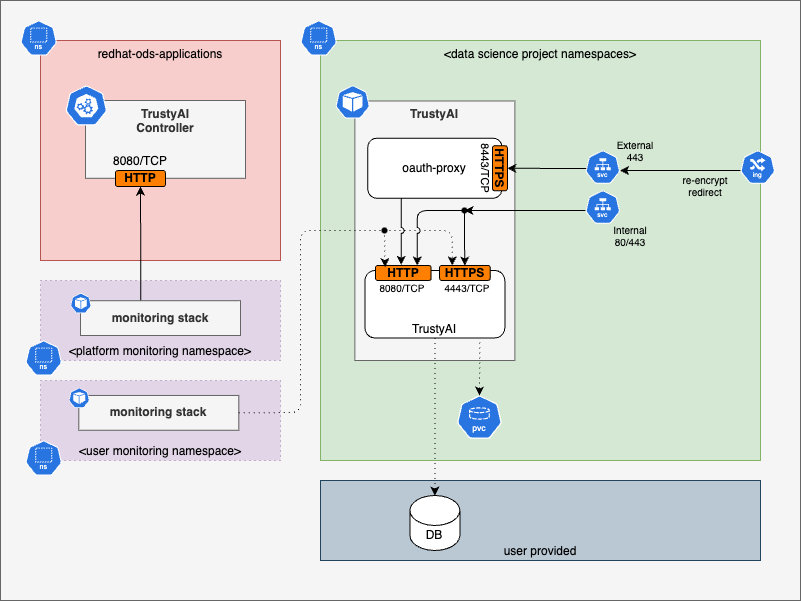 ns
redhat-ods-applications
TrustyAI
Controller
8080/TCP
HTTP
monitoring stack
<platform monitoring namespace>
ns
monitoring stack
<user monitoring namespace>
ns
ns
<data science project namespaces>
TrustyAI
oauth-proxy
8443/TCP
HTTPS
svc
External
443
re-encrypt
redirect
ing
svc
Internal
80/443
HTTP
HTTPS
8080/TCP
4443/TCP
TrustyAI
pvc
DB
user provided